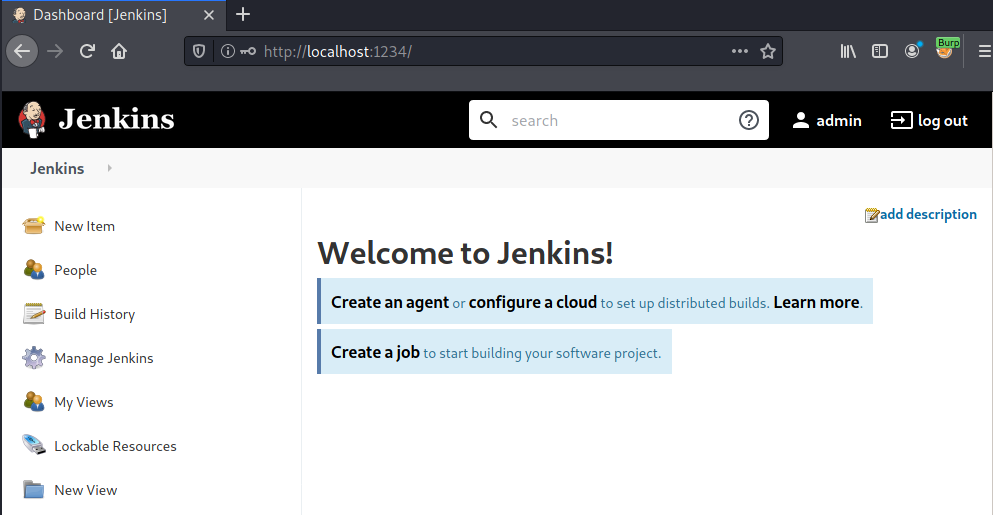 Dashboard [Jenkins]
http://localhost:1234/
Burp
Jenkins
search
admin
log out
Jenkins
New Item
People
Build History
Manage Jenkins
My Views
Lockable Resources
New View
add description
Welcome to Jenkins!
Create an agent or configure a cloud to set up distributed builds. Learn more.
Create a job to start building your software project.